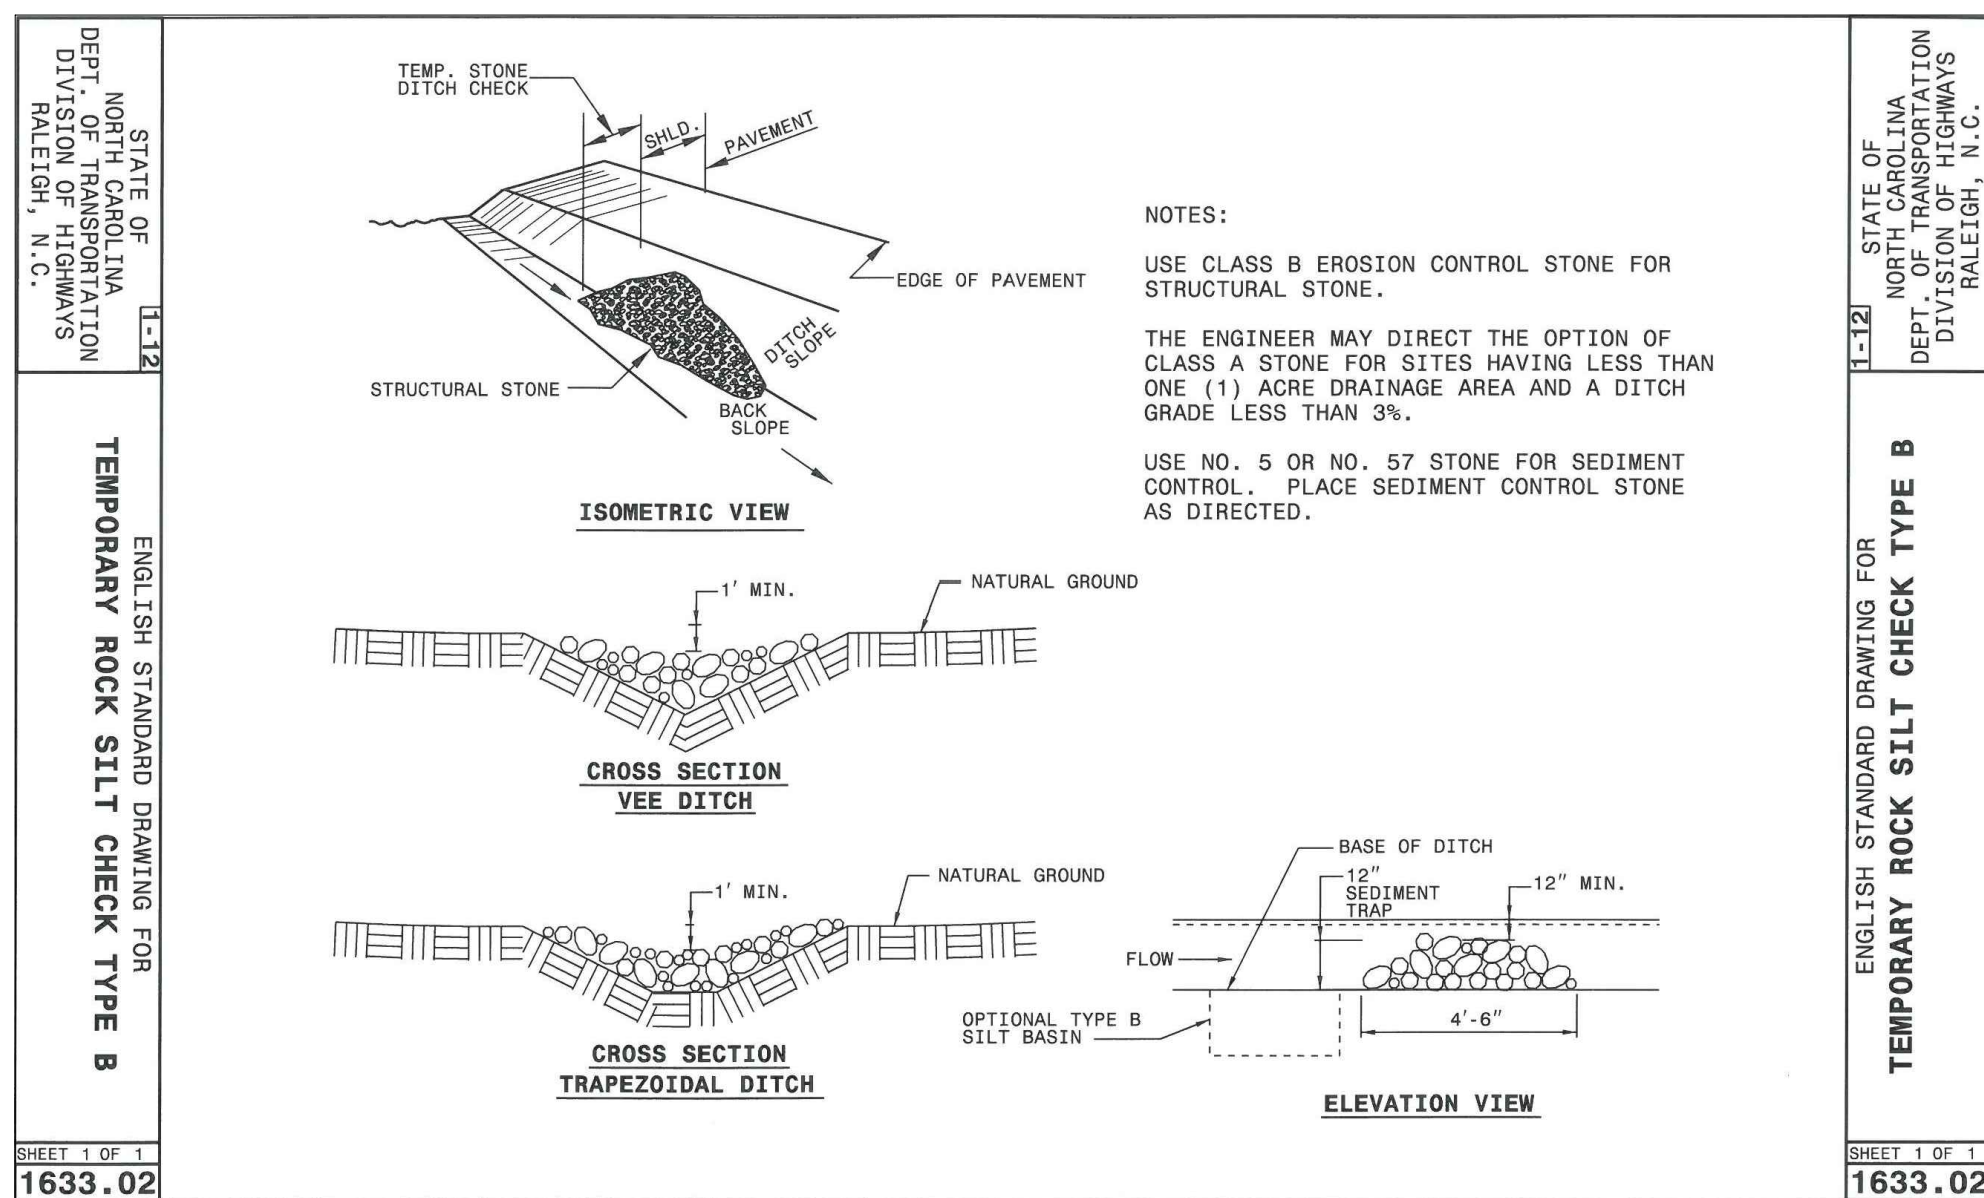 STATE OF
NORTH CAROLINA
DEPT. OF TRANSPORTATION
DIVISION OF HIGHWAYS
RALEIGH, N.C.
1-12
ENGLISH STANDARD DRAWING FOR
TEMPORARY ROCK SILT CHECK TYPE B
SHEET 1 OF 1
1633.02
TEMP. STONE
DITCH CHECK
SHLD.
PAVEMENT
EDGE OF PAVEMENT
DITCH
SLOPE
STRUCTURAL STONE
BACK
SLOPE
ISOMETRIC VIEW
NOTES:
USE CLASS B EROSION CONTROL STONE FOR
STRUCTURAL STONE.
THE ENGINEER MAY DIRECT THE OPTION OF
CLASS A STONE FOR SITES HAVING LESS THAN
ONE (1) ACRE DRAINAGE AREA AND A DITCH
GRADE LESS THAN 3%.
USE NO. 5 OR NO. 57 STONE FOR SEDIMENT
CONTROL. PLACE SEDIMENT CONTROL STONE
AS DIRECTED.
1' MIN.
NATURAL GROUND
CROSS SECTION
VEE DITCH
1' MIN.
NATURAL GROUND
CROSS SECTION
TRAPEZOIDAL DITCH
BASE OF DITCH
12"
SEDIMENT
TRAP
12" MIN.
FLOW
OPTIONAL TYPE B
SILT BASIN
4'-6"
ELEVATION VIEW
STATE OF
NORTH CAROLINA
DEPT. OF TRANSPORTATION
DIVISION OF HIGHWAYS
RALEIGH, N.C.
1-12
ENGLISH STANDARD DRAWING FOR
TEMPORARY ROCK SILT CHECK TYPE B
SHEET 1 OF 1
1633.02